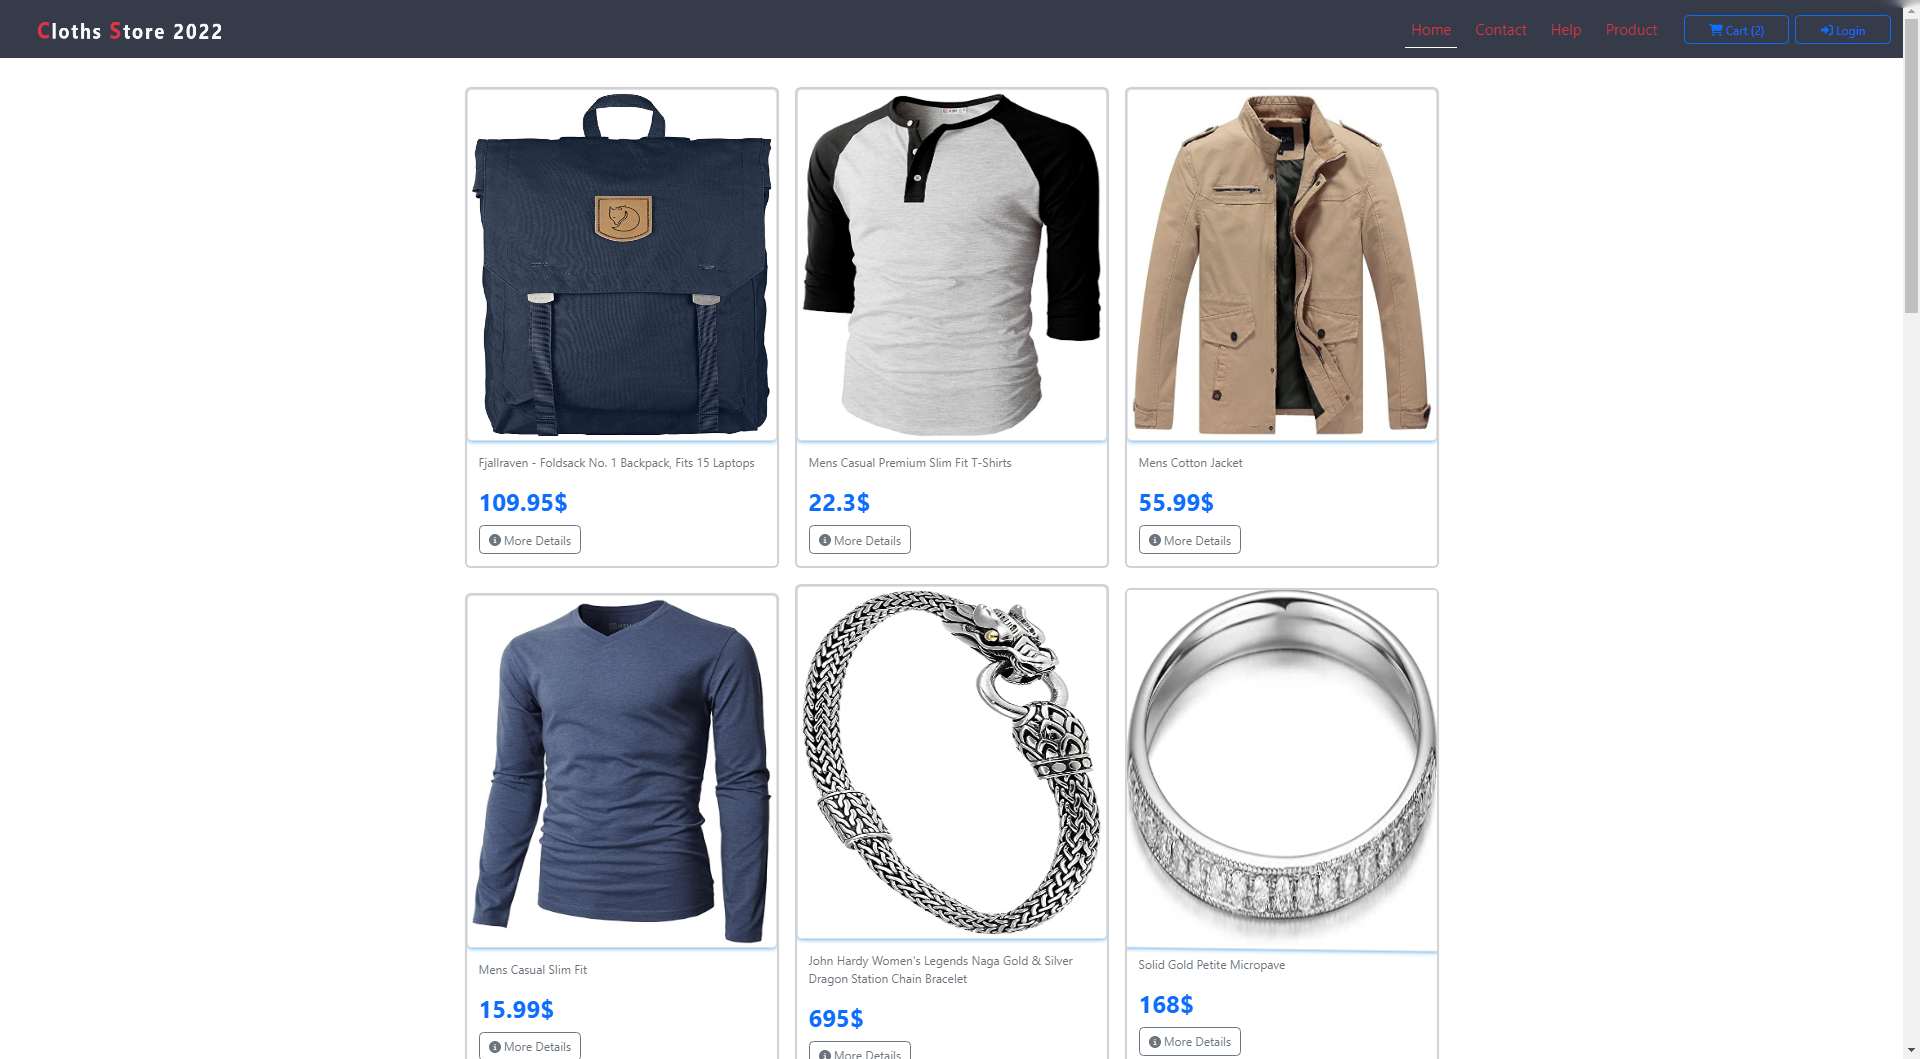 Cloths Store 2022
Home Contact Help Product Cart (2) Login
Fjallraven - Foldsack No. 1 Backpack, Fits 15 Laptops
109.95$
More Details
Mens Casual Premium Slim Fit T-Shirts
22.3$
More Details
Mens Cotton Jacket
55.99$
More Details
Mens Casual Slim Fit
15.99$
More Details
John Hardy Women's Legends Naga Gold & Silver
Dragon Station Chain Bracelet
695$
More Details
Solid Gold Petite Micropave
168$
More Details